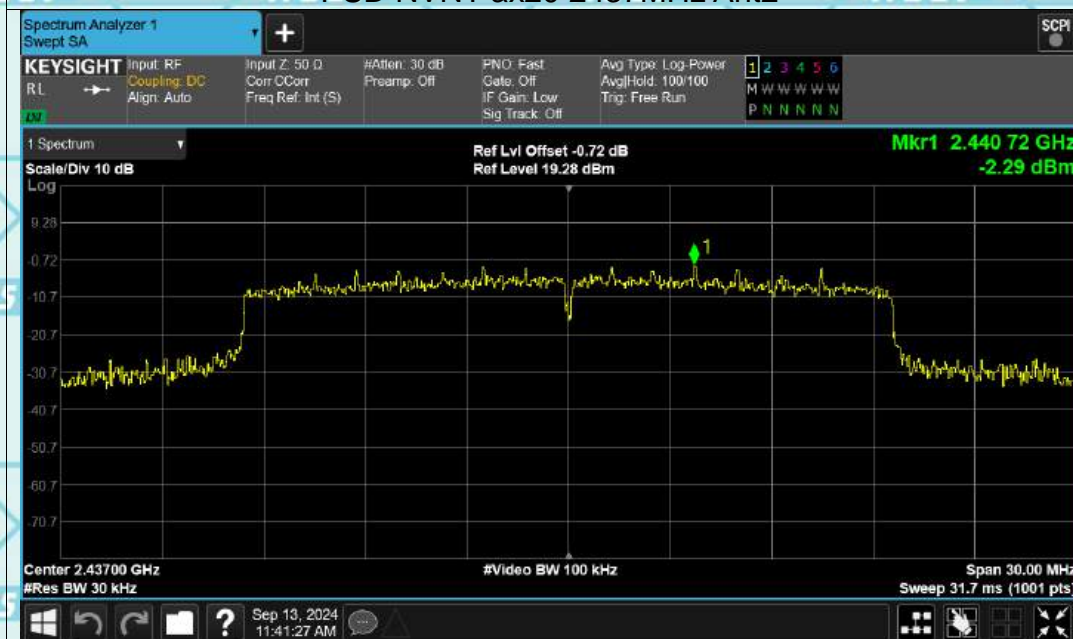 PSD NVNT ax20 2437MHz Ant2
Spectrum Analyzer 1
Swept SA
+
SCPI
KEYSIGHT
RL
Input: RF
Coupling: DC
Align: Auto
Input Z: 50 Ω
Corr CCorr
Freq Ref: Int (S)
#Atten: 30 dB
Preamp: Off
PNO: Fast
Gate: Off
IF Gain: Low
Sig Track: Off
Avg Type: Log-Power
Avg|Hold: 100/100
Trig: Free Run
1 2 3 4 5 6
M W W W W W
P N N N N N
1 Spectrum
Scale/Div 10 dB
Log
Ref Lvl Offset -0.72 dB
Ref Level 19.28 dBm
Mkr1 2.440 72 GHz
-2.29 dBm
9.28
-0.72
-10.7
-20.7
-30.7
-40.7
-50.7
-60.7
-70.7
1
Center 2.43700 GHz
#Res BW 30 kHz
#Video BW 100 kHz
Span 30.00 MHz
Sweep 31.7 ms (1001 pts)
?
Sep 13, 2024
11:41:27 AM